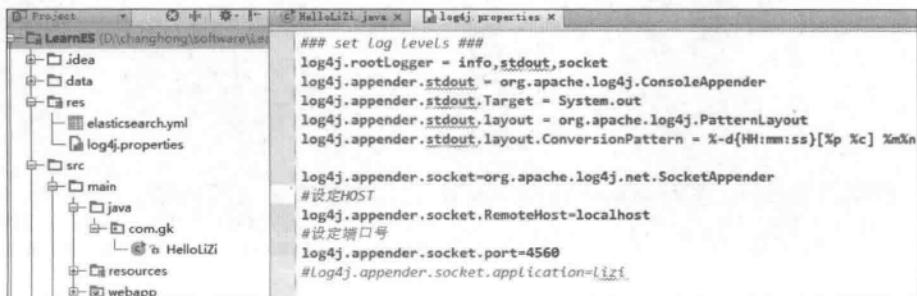 Project
HelloLiZi.java
log4j.properties
LearnES (D:\changhong\software\Lea
.idea
data
res
elasticsearch.yml
log4j.properties
src
main
java
com.gk
HelloLiZi
resources
webapp
### set log levels ###
log4j.rootLogger = info,stdout,socket
log4j.appender.stdout = org.apache.log4j.ConsoleAppender
log4j.appender.stdout.Target = System.out
log4j.appender.stdout.layout = org.apache.log4j.PatternLayout
log4j.appender.stdout.layout.ConversionPattern = %-d{HH:mm:ss}[%p %c] %m%n
log4j.appender.socket=org.apache.log4j.net.SocketAppender
#设定HOST
log4j.appender.socket.RemoteHost=localhost
#设定端口号
log4j.appender.socket.port=4560
#log4j.appender.socket.application=lizi